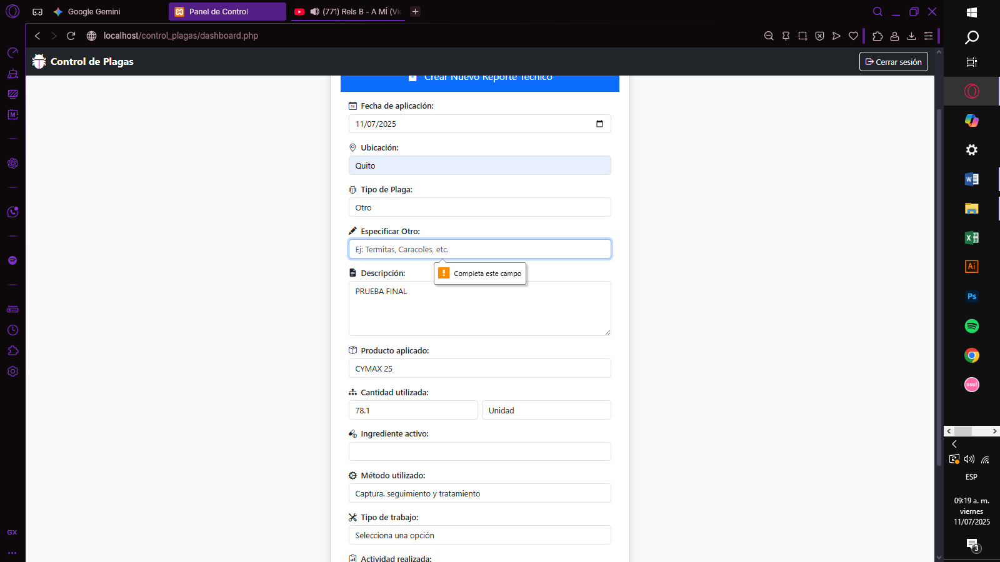 Google Gemini
Panel de Control
(771) Rels B - A MÍ (Vi
localhost/control_plagas/dashboard.php
Control de Plagas
Cerrar sesión
Crear Nuevo Reporte Técnico
Fecha de aplicación:
11/07/2025
Ubicación:
Quito
Tipo de Plaga:
Otro
Especificar Otro:
Ej: Termitas, Caracoles, etc.
Completa este campo
Descripción:
PRUEBA FINAL
Producto aplicado:
CYMAX 25
Cantidad utilizada:
78.1
Unidad
Ingrediente activo:
Método utilizado:
Captura. seguimiento y tratamiento
Tipo de trabajo:
Selecciona una opción
Actividad realizada:
GX
Ai
Ps
osu!
ESP
09:19 a. m.
viernes
11/07/2025
3